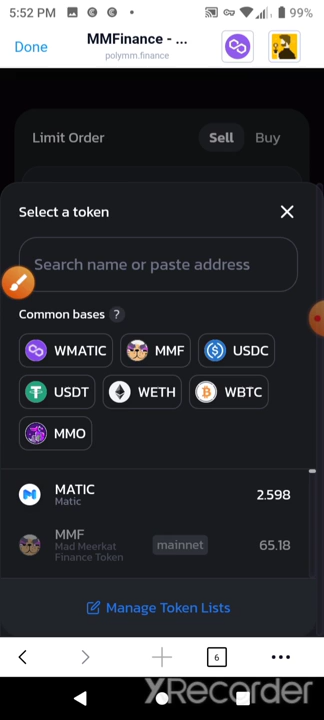 5:52 PM
99%
Done
MMFinance - ...
polymm.finance
Limit Order
Sell
Buy
Select a token
Search name or paste address
Common bases ?
WMATIC
MMF
USDC
USDT
WETH
WBTC
MMO
MATIC
Matic
2.598
MMF
Mad Meerkat
Finance Token
mainnet
65.18
Manage Token Lists
6
XRecorder